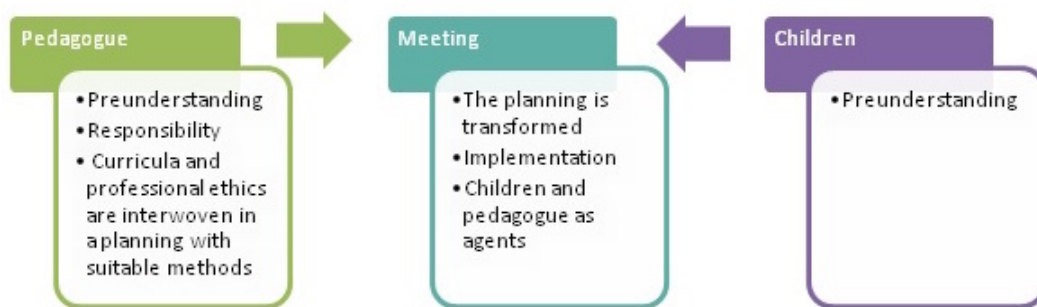 Pedagogue
• Preunderstanding
• Responsibility
• Curricula and
professional ethics
are interwoven in
a planning with
suitable methods
Meeting
• The planning is
transformed
• Implementation
• Children and
pedagogue as
agents
Children
• Preunderstanding